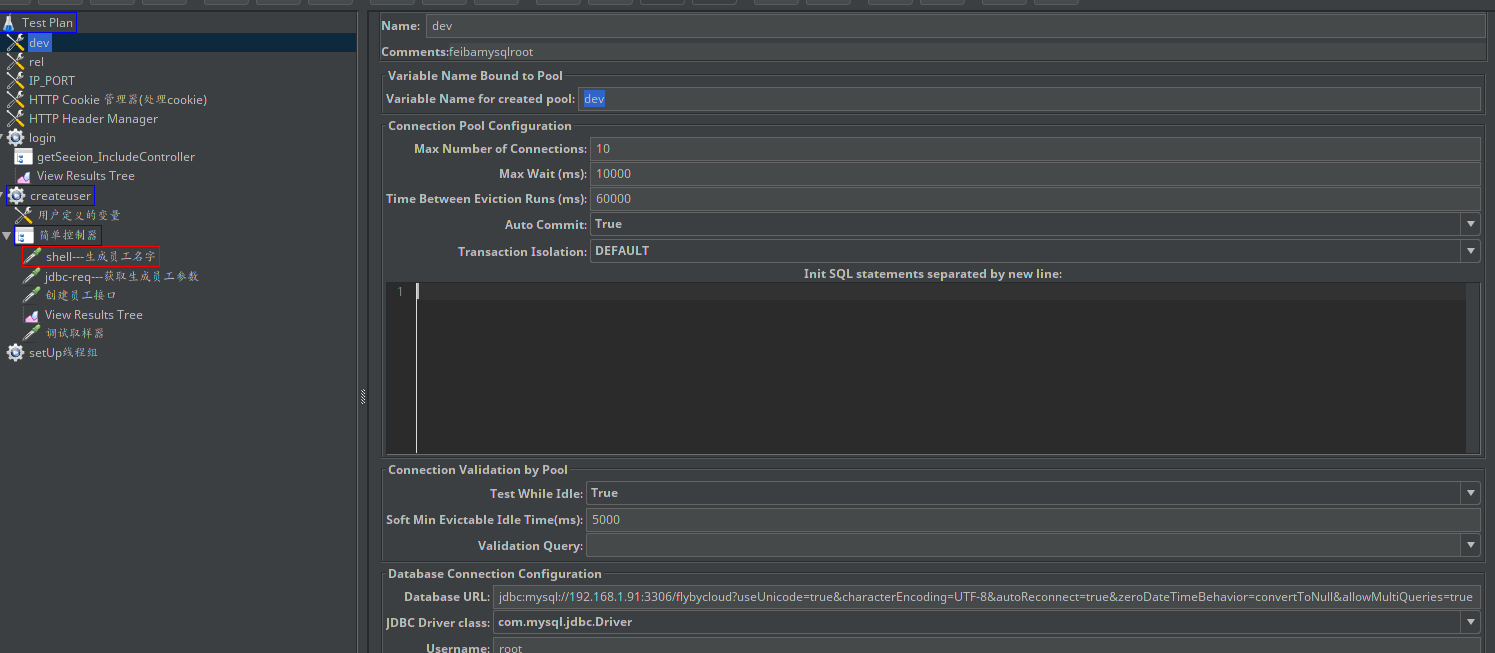 Test Plan
dev
rel
IP_PORT
HTTP Cookie 管理器(处理cookie)
HTTP Header Manager
login
getSeeion_IncludeController
View Results Tree
createuser
用户定义的变量
简单控制器
shell---生成员工名字
jdbc-req---获取生成员工参数
创建员工接口
View Results Tree
调试取样器
setUp线程组
Name: dev
Comments:feibamysqlroot
Variable Name Bound to Pool
Variable Name for created pool: dev
Connection Pool Configuration
Max Number of Connections: 10
Max Wait (ms): 10000
Time Between Eviction Runs (ms): 60000
Auto Commit: True
Transaction Isolation: DEFAULT
Init SQL statements separated by new line:
1
Connection Validation by Pool
Test While Idle: True
Soft Min Evictable Idle Time(ms): 5000
Validation Query:
Database Connection Configuration
Database URL: jdbc:mysql://192.168.1.91:3306/flybycloud?useUnicode=true&characterEncoding=UTF-8&autoReconnect=true&zeroDateTimeBehavior=convertToNull&allowMultiQueries=true
JDBC Driver class: com.mysql.jdbc.Driver
Username: root